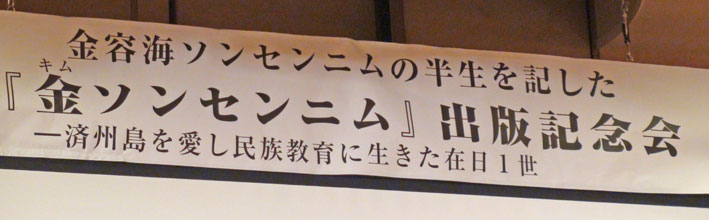 金容海ソンセンニムの半生を記した
キム
『金ソンセンニム』出版記念会
―済州島を愛し民族教育に生きた在日1世